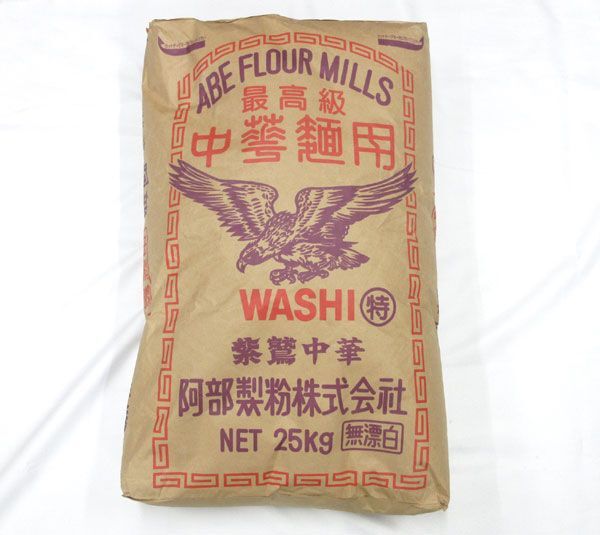 ABE FLOUR MILLS
最高級
中華麺用
WASHI 特
紫鷲中華
阿部製粉株式会社
NET 25Kg 無漂白